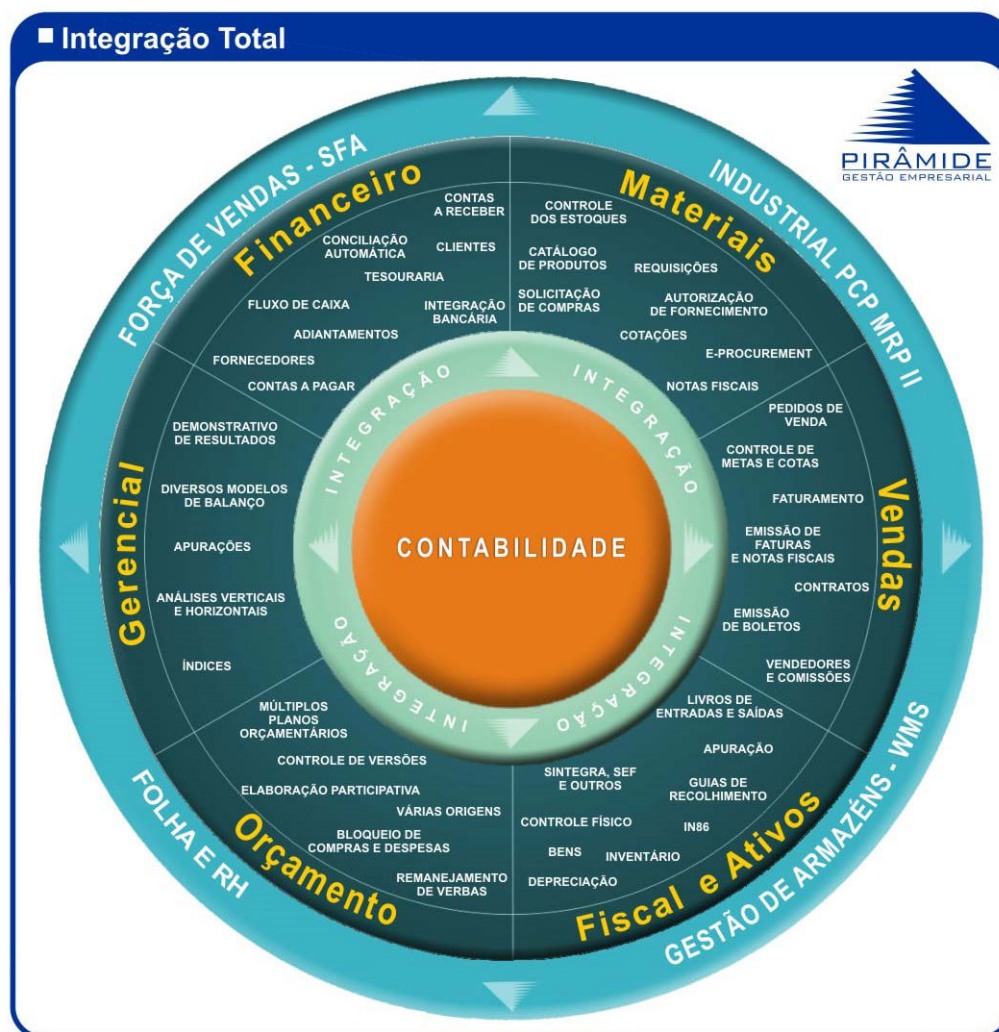 Integração Total
PIRÂMIDE
GESTÃO EMPRESARIAL
FORÇA DE VENDAS - SFA
INDUSTRIAL PCP MRP II
GESTÃO DE ARMAZÉNS - WMS
FOLHA E RH
Financeiro
CONTAS
A RECEBER
CONCILIAÇÃO
AUTOMÁTICA
CLIENTES
TESOURARIA
FLUXO DE CAIXA
INTEGRAÇÃO
BANCÁRIA
ADIANTAMENTOS
FORNECEDORES
CONTAS A PAGAR
Materiais
CONTROLE
DOS ESTOQUES
CATÁLOGO
DE PRODUTOS
REQUISIÇÕES
SOLICITAÇÃO
DE COMPRAS
AUTORIZAÇÃO
DE FORNECIMENTO
COTAÇÕES
E-PROCUREMENT
NOTAS FISCAIS
Vendas
PEDIDOS DE
VENDA
CONTROLE DE
METAS E COTAS
FATURAMENTO
EMISSÃO DE
FATURAS
E NOTAS FISCAIS
CONTRATOS
EMISSÃO
DE BOLETOS
VENDEDORES
E COMISSÕES
Fiscal e Ativos
LIVROS DE
ENTRADAS E SAÍDAS
APURAÇÃO
SINTEGRA, SEF
E OUTROS
GUIAS DE
RECOLHIMENTO
CONTROLE FÍSICO
IN86
BENS
INVENTÁRIO
DEPRECIAÇÃO
Orçamento
MÚLTIPLOS
PLANOS
ORÇAMENTÁRIOS
CONTROLE DE VERSÕES
ELABORAÇÃO PARTICIPATIVA
VÁRIAS ORIGENS
BLOQUEIO DE
COMPRAS E DESPESAS
REMANEJAMENTO
DE VERBAS
Gerencial
DEMONSTRATIVO
DE RESULTADOS
DIVERSOS MODELOS
DE BALANÇO
APURAÇÕES
ANÁLISES VERTICAIS
E HORIZONTAIS
ÍNDICES
INTEGRAÇÃO
INTEGRAÇÃO
INTEGRAÇÃO
INTEGRAÇÃO
CONTABILIDADE